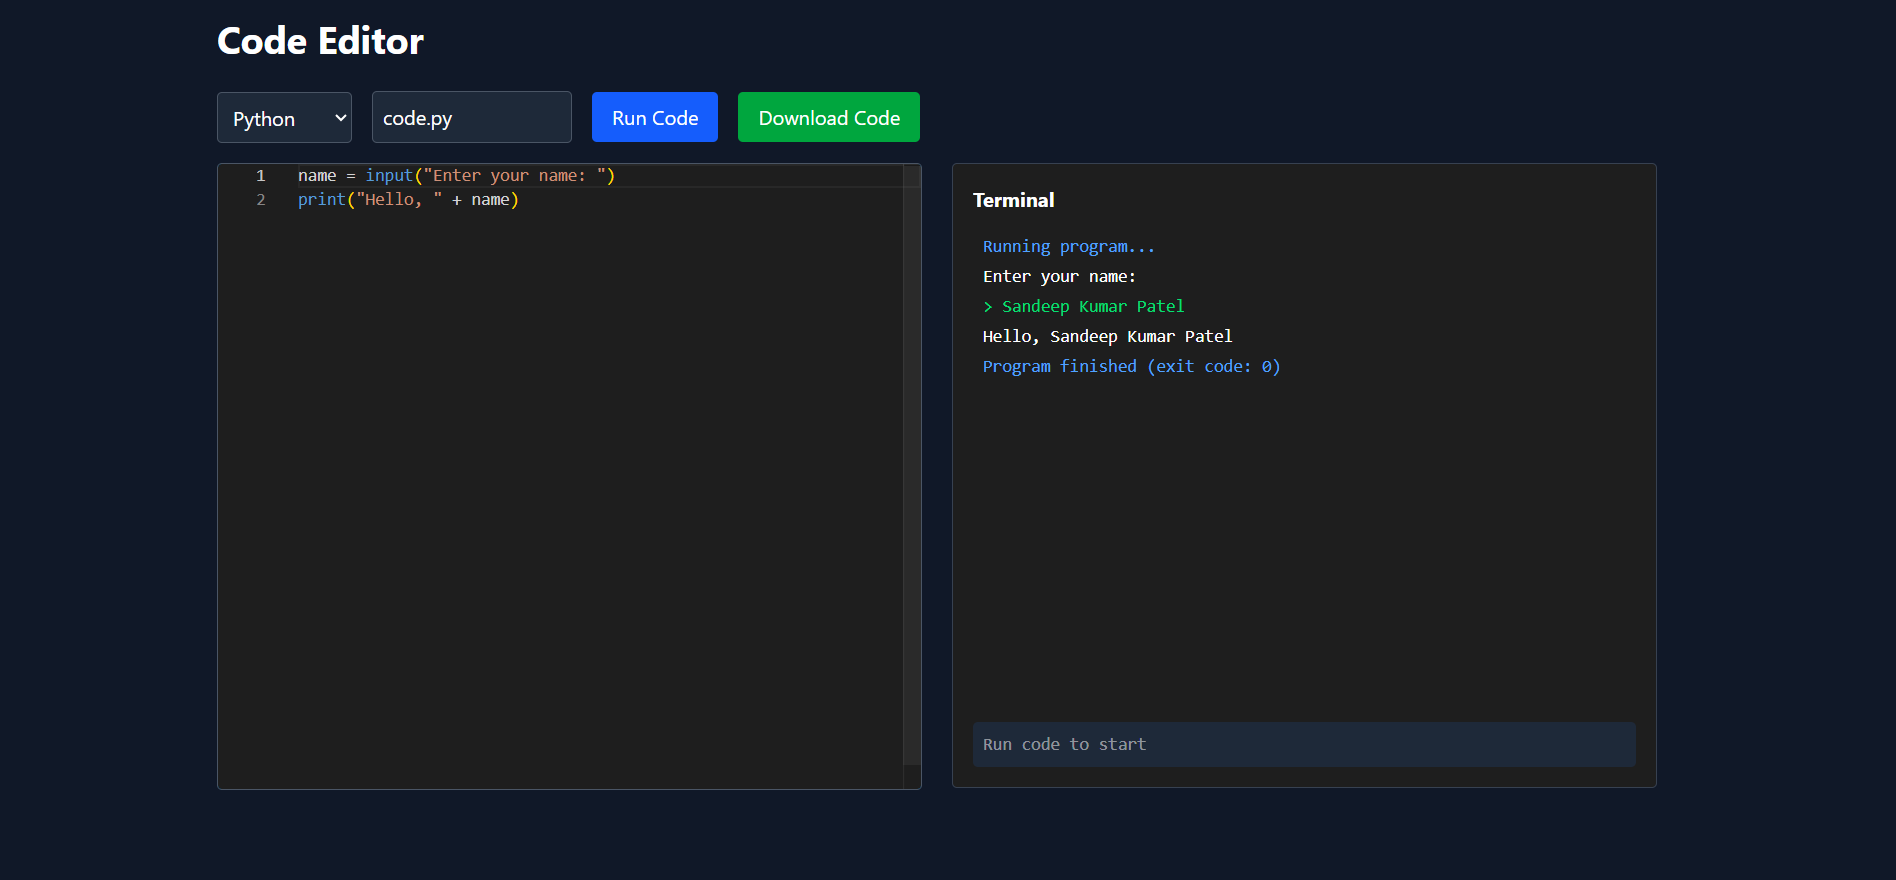 Code Editor
Python code.py Run Code Download Code
1 name = input("Enter your name: ")
2 print("Hello, " + name)
Terminal
Running program...
Enter your name:
> Sandeep Kumar Patel
Hello, Sandeep Kumar Patel
Program finished (exit code: 0)
Run code to start